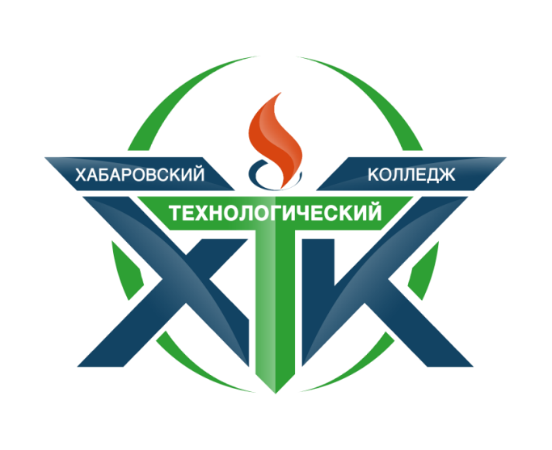 ХАБАРОВСКИЙ КОЛЛЕДЖ
ТЕХНОЛОГИЧЕСКИЙ
ХТК